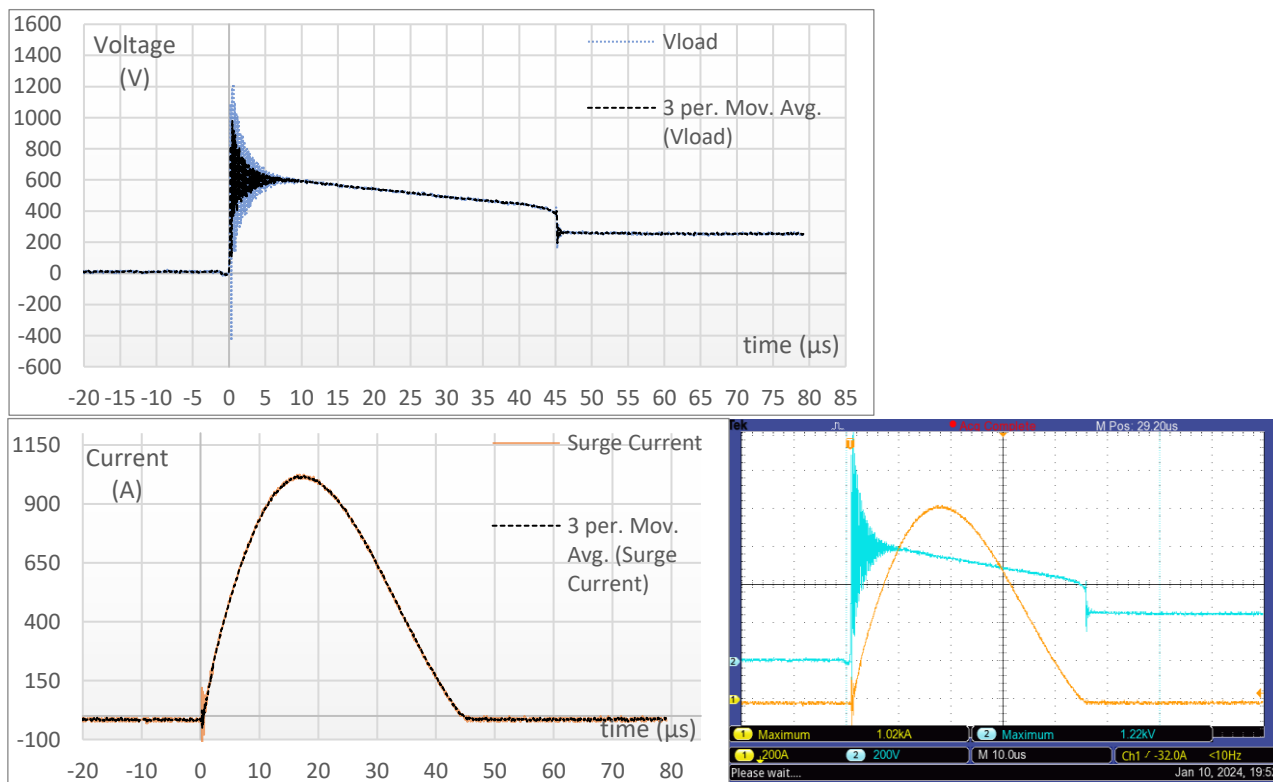 1600
1400
1200
1000
800
600
400
200
0
-200
-400
-600
Voltage
(V)
Vload
3 per. Mov. Avg.
(Vload)
time (µs)
-20 -15 -10 -5 0 5 10 15 20 25 30 35 40 45 50 55 60 65 70 75 80 85
1150
900
650
400
150
-100
Current
(A)
Surge Current
3 per. Mov.
Avg. (Surge
Current)
time (µs)
-20 -10 0 10 20 30 40 50 60 70 80
Tek
M Pos: 29.20us
T
2
1
1 Maximum 1.02kA 2 Maximum 1.22kV
1 200A 2 200V M 10.0us Ch1 -32.0A <10Hz
Please wait.... Jan 10, 2024, 19:5